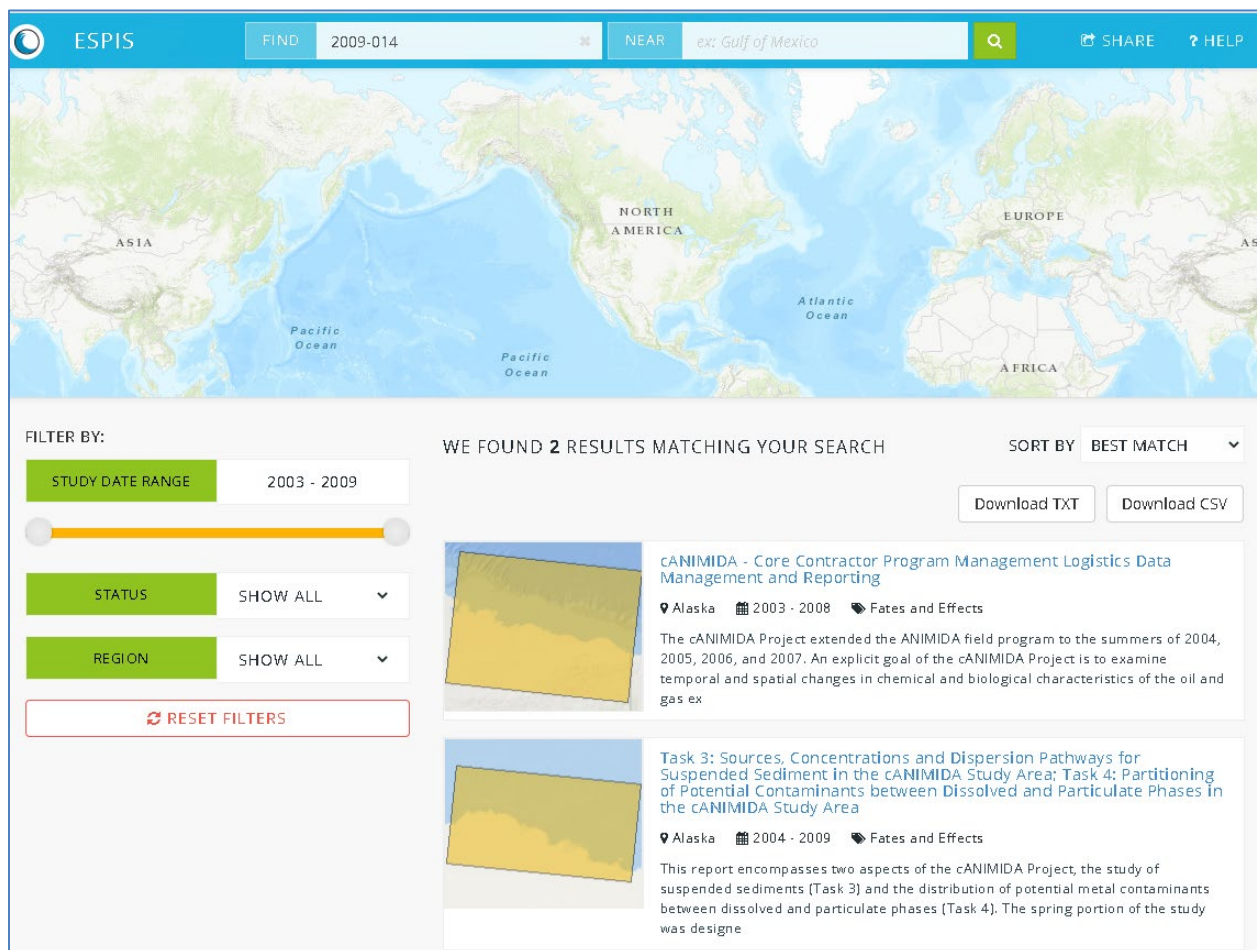 ESPIS
FIND
2009-014
NEAR
ex: Gulf of Mexico
SHARE
? HELP
NORTH
AMERICA
EUROPE
ASIA
AS
Atlantic
Ocean
Pacific
Ocean
Pacific
Ocean
AFRICA
FILTER BY:
STUDY DATE RANGE
2003 - 2009
STATUS
SHOW ALL
REGION
SHOW ALL
RESET FILTERS
WE FOUND 2 RESULTS MATCHING YOUR SEARCH
SORT BY
BEST MATCH
Download TXT
Download CSV
cANIMIDA - Core Contractor Program Management Logistics Data
Management and Reporting
Alaska 2003 - 2008 Fates and Effects
The cANIMIDA Project extended the ANIMIDA field program to the summers of 2004,
2005, 2006, and 2007. An explicit goal of the cANIMIDA Project is to examine
temporal and spatial changes in chemical and biological characteristics of the oil and
gas ex
Task 3: Sources, Concentrations and Dispersion Pathways for
Suspended Sediment in the cANIMIDA Study Area; Task 4: Partitioning
of Potential Contaminants between Dissolved and Particulate Phases in
the cANIMIDA Study Area
Alaska 2004 - 2009 Fates and Effects
This report encompasses two aspects of the cANIMIDA Project, the study of
suspended sediments (Task 3) and the distribution of potential metal contaminants
between dissolved and particulate phases (Task 4). The spring portion of the study
was designe